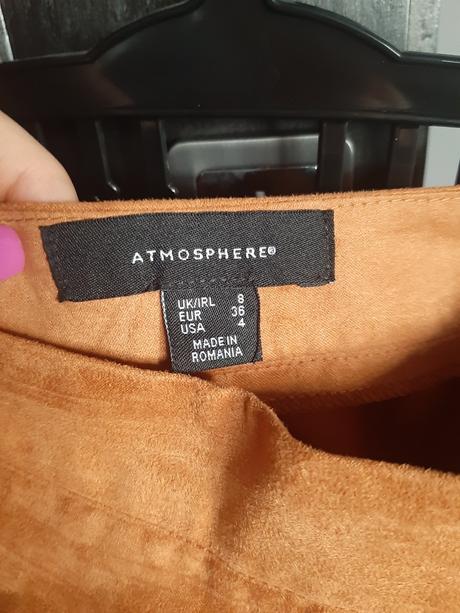 ATMOSPHERE®
UK/IRL 8
EUR 36
USA 4
MADE IN
ROMANIA